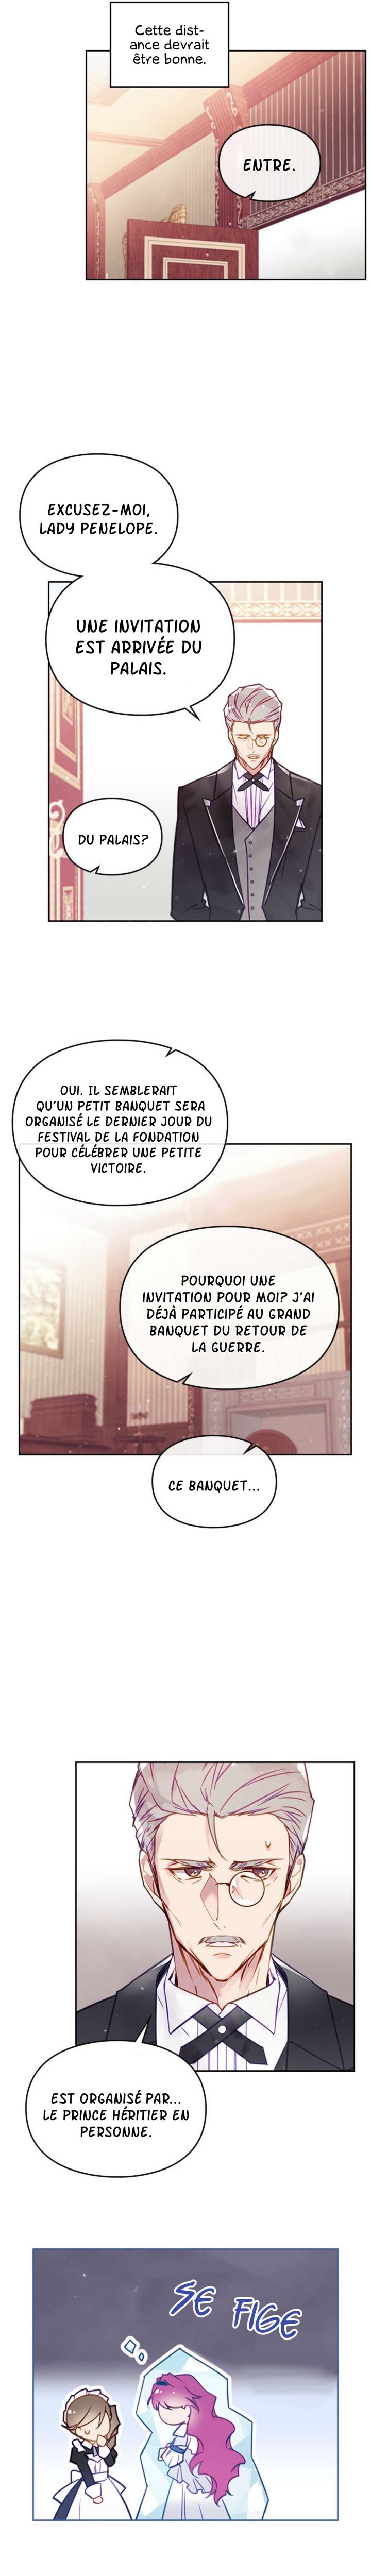 Cette dist-
ance devrait
être bonne.
ENTRE.
EXCUSEZ-MOI,
LADY PENELOPE.
UNE INVITATION
EST ARRIVÉE DU
PALAIS.
DU PALAIS?
OUI. IL SEMBLERAIT
QU'UN PETIT BANQUET SERA
ORGANISÉ LE DERNIER JOUR DU
FESTIVAL DE LA FONDATION
POUR CÉLÉBRER UNE PETITE
VICTOIRE.
POURQUOI UNE
INVITATION POUR MOI? J'AI
DÉJÀ PARTICIPÉ AU GRAND
BANQUET DU RETOUR DE
LA GUERRE.
CE BANQUET...
EST ORGANISÉ PAR...
LE PRINCE HÉRITIER EN
PERSONNE.
SE FIGE